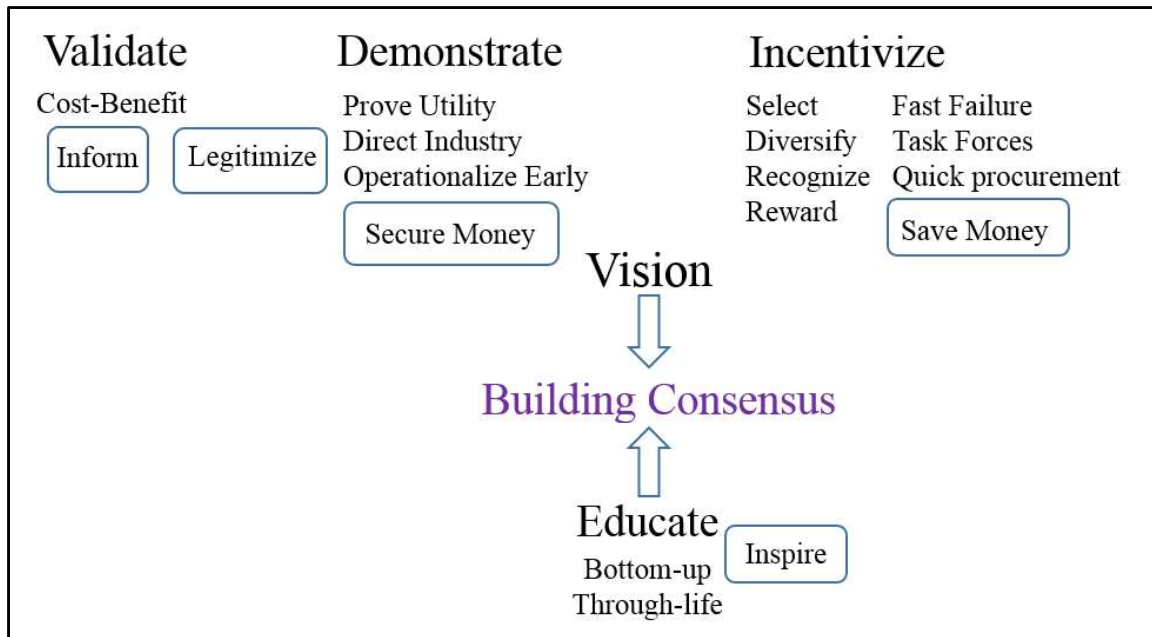 Validate
Cost-Benefit
Inform
Legitimize
Demonstrate
Prove Utility
Direct Industry
Operationalize Early
Secure Money
Incentivize
Select
Diversify
Recognize
Reward
Fast Failure
Task Forces
Quick procurement
Save Money
Vision
Building Consensus
Educate
Bottom-up
Through-life
Inspire